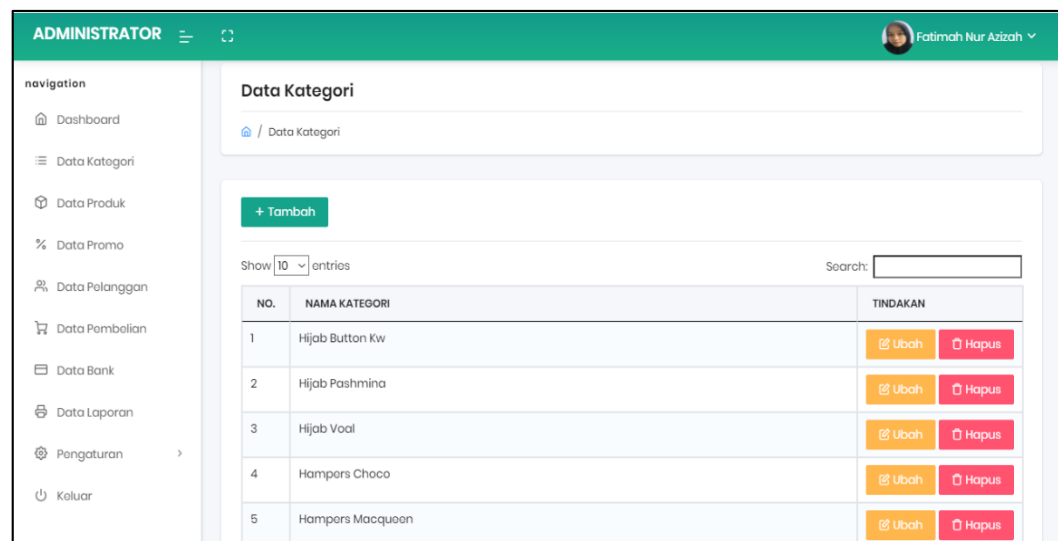 ADMINISTRATOR
Fatimah Nur Azizah
navigation
Dashboard
Data Kategori
Data Produk
Data Promo
Data Pelanggan
Data Pembelian
Data Bank
Data Laporan
Pengaturan
Keluar
Data Kategori
/ Data Kategori
+ Tambah
Show 10 entries
Search:
NO. NAMA KATEGORI TINDAKAN
1 Hijab Button Kw Ubah Hapus
2 Hijab Pashmina Ubah Hapus
3 Hijab Voal Ubah Hapus
4 Hampers Choco Ubah Hapus
5 Hampers Macqueen Ubah Hapus